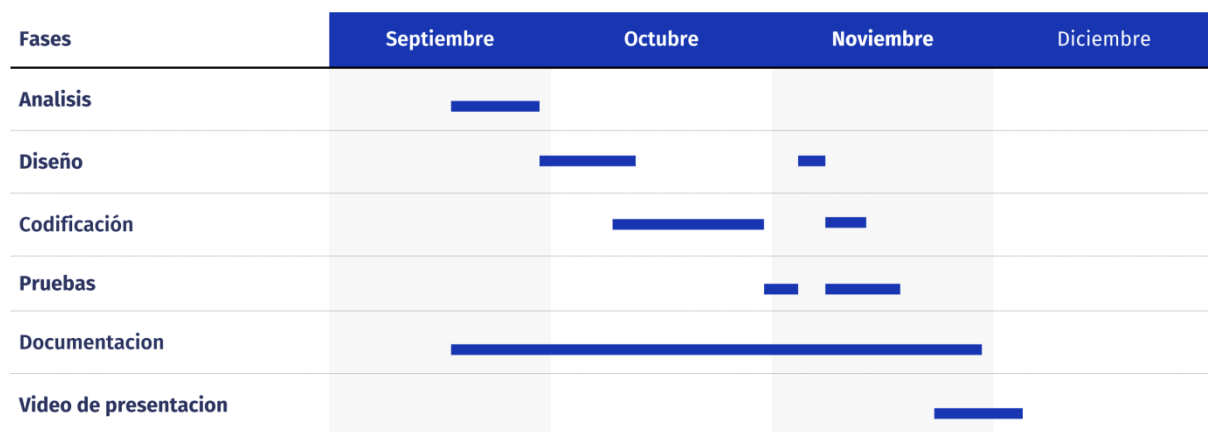 Fases Septiembre Octubre Noviembre Diciembre
Analisis
Diseño
Codificación
Pruebas
Documentacion
Video de presentacion